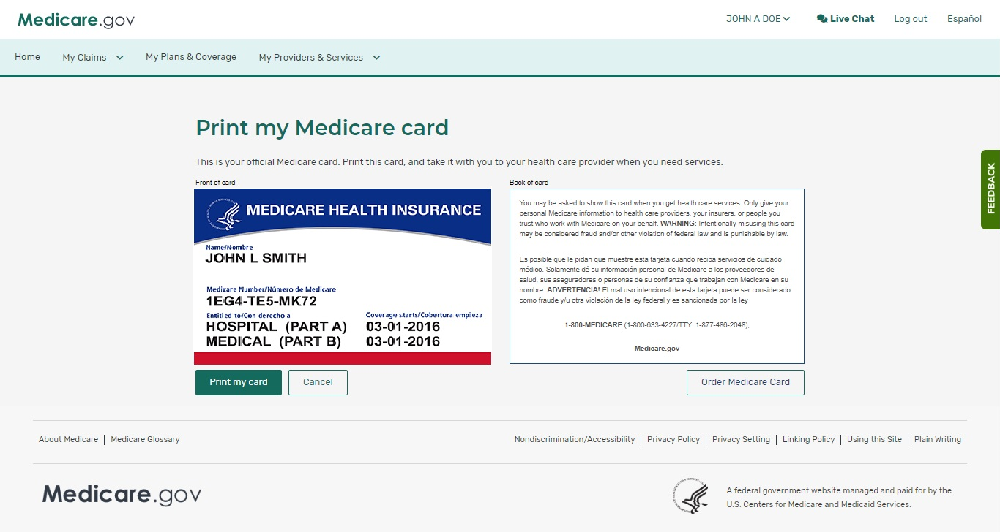 Medicare.gov
JOHN A DOE
Live Chat
Log out
Español
Home
My Claims
My Plans & Coverage
My Providers & Services
Print my Medicare card
This is your official Medicare card. Print this card, and take it with you to your health care provider when you need services.
Front of card
MEDICARE HEALTH INSURANCE
Name/Nombre
JOHN L SMITH
Medicare Number/Número de Medicare
1EG4-TE5-MK72
Entitled to/Con derecho a
Coverage starts/Cobertura empiieza
HOSPITAL (PART A)
03-01-2016
MEDICAL (PART B)
03-01-2016
Back of card
You may be asked to show this card when you get health care services. Only give your
personal Medicare information to health care providers, your insurers, or people you
trust who work with Medicare on your behalf. WARNING: Intentionally misusing this card
may be considered fraud and/or other violation of federal law and is punishable by law.
Es posible que le pidan que muestre esta tarjeta cuando reciba servicios de cuidado
médico. Solamente dé su información personal de Medicare a los proveedores de
salud, sus aseguradores o personas de su confianza que trabajan con Medicare en su
nombre. ADVERTENCIA! El mal uso intencional de esta tarjeta puede ser considerado
como fraude y/u otra violación de la ley federal y es sancionada por la ley
1-800-MEDICARE (1-800-633-4227/TTY: 1-877-486-2048);
Medicare.gov
Print my card
Cancel
Order Medicare Card
FEEDBACK
About Medicare
Medicare Glossary
Nondiscrimination/Accessibility
Privacy Policy
Privacy Setting
Linking Policy
Using this Site
Plain Writing
Medicare.gov
A federal government website managed and paid for by the
U.S. Centers for Medicare and Medicaid Services.